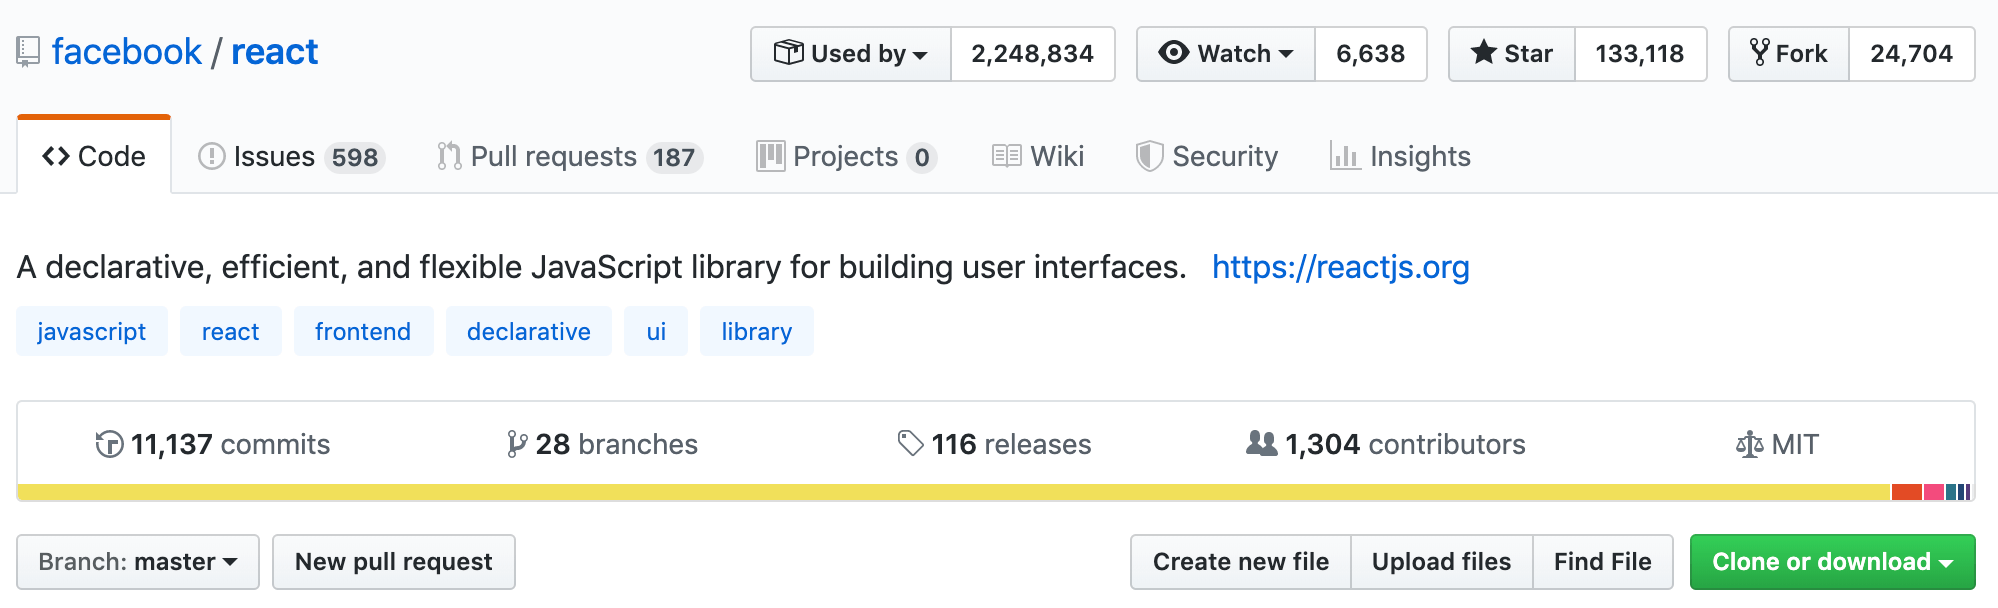 facebook / react Used by 2,248,834 Watch 6,638 Star 133,118 Fork 24,704
Code Issues 598 Pull requests 187 Projects 0 Wiki Security Insights
A declarative, efficient, and flexible JavaScript library for building user interfaces. https://reactjs.org
javascript react frontend declarative ui library
11,137 commits 28 branches 116 releases 1,304 contributors MIT
Branch: master New pull request Create new file Upload files Find File Clone or download